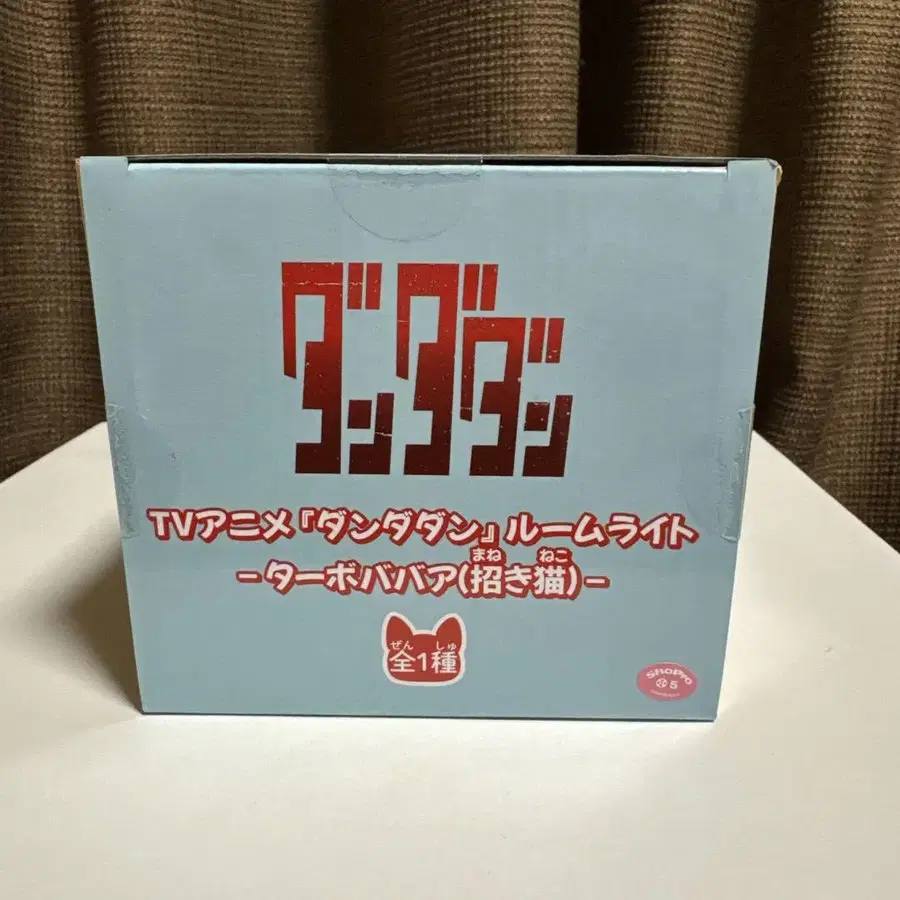 ダンダダン
TVアニメ『ダンダダン』ルームライト
まね ねこ
-ターボババア(招き猫)-
ぜん しゅ
全1種
ShoPro
5